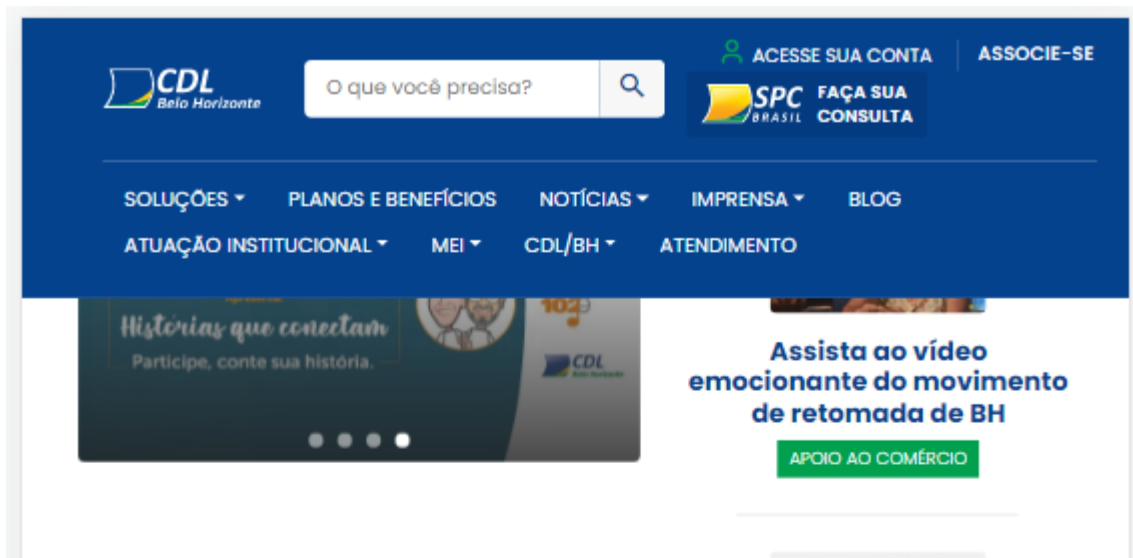 ACESSE SUA CONTA
ASSOCIE-SE
CDL
Belo Horizonte
O que você precisa?
SPC
BRASIL
FAÇA SUA
CONSULTA
SOLUÇÕES
PLANOS E BENEFÍCIOS
NOTÍCIAS
IMPRENSA
BLOG
ATUAÇÃO INSTITUCIONAL
MEI
CDL/BH
ATENDIMENTO
Histórias que conectam
Participe, conte sua história.
CDL
Belo Horizonte
Assista ao vídeo
emocionante do movimento
de retomada de BH
APOIO AO COMÉRCIO